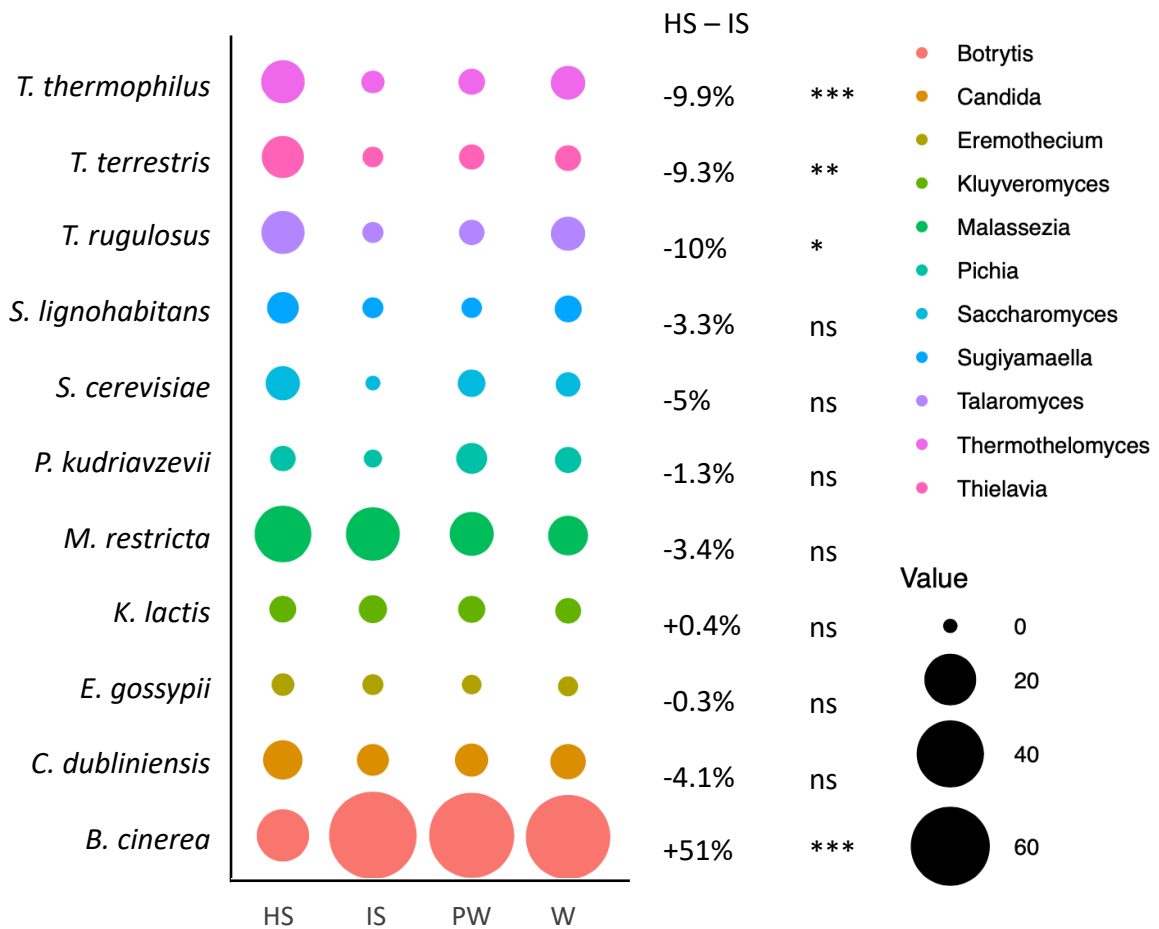 HS – IS
T. thermophilus -9.9% ***
T. terrestris -9.3% **
T. rugulosus -10% *
S. lignohabitans -3.3% ns
S. cerevisiae -5% ns
P. kudriavzevii -1.3% ns
M. restricta -3.4% ns
K. lactis +0.4% ns
E. gossypii -0.3% ns
C. dubliniensis -4.1% ns
B. cinerea +51% ***
HS IS PW W
Botrytis
Candida
Eremothecium
Kluyveromyces
Malassezia
Pichia
Saccharomyces
Sugiyamaella
Talaromyces
Thermothelomyces
Thielavia
Value
0
20
40
60